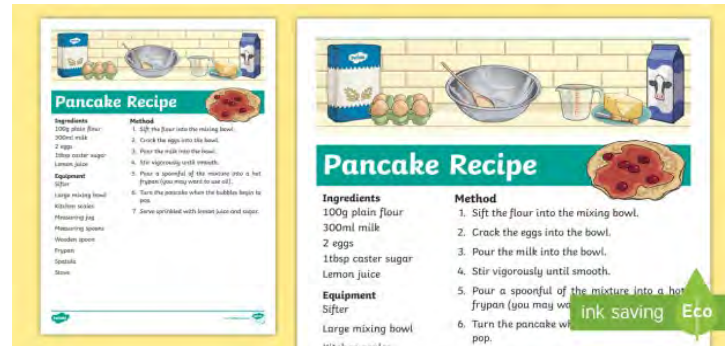 Pancake Recipe
Ingredients
100g plain flour
300ml milk
2 eggs
1tbsp caster sugar
Lemon juice
Equipment
Sifter
Large mixing bowl
Kitchen scales
Measuring jug
Measuring spoons
Wooden spoon
Frypan
Spatula
Stove
Method
1. Sift the flour into the mixing bowl.
2. Crack the eggs into the bowl.
3. Pour the milk into the bowl.
4. Stir vigorously until smooth.
5. Pour a spoonful of the mixture into a hot
frypan (you may want to use oil).
6. Turn the pancake when the bubbles begin to
pop.
7. Serve sprinkled with lemon juice and sugar.
Pancake Recipe
Ingredients
100g plain flour
300ml milk
2 eggs
1tbsp caster sugar
Lemon juice
Equipment
Sifter
Large mixing bowl
Method
1. Sift the flour into the mixing bowl.
2. Crack the eggs into the bowl.
3. Pour the milk into the bowl.
4. Stir vigorously until smooth.
5. Pour a spoonful of the mixture into a hot
frypan (you may
6. Turn the pancake
pop.
ink saving Eco